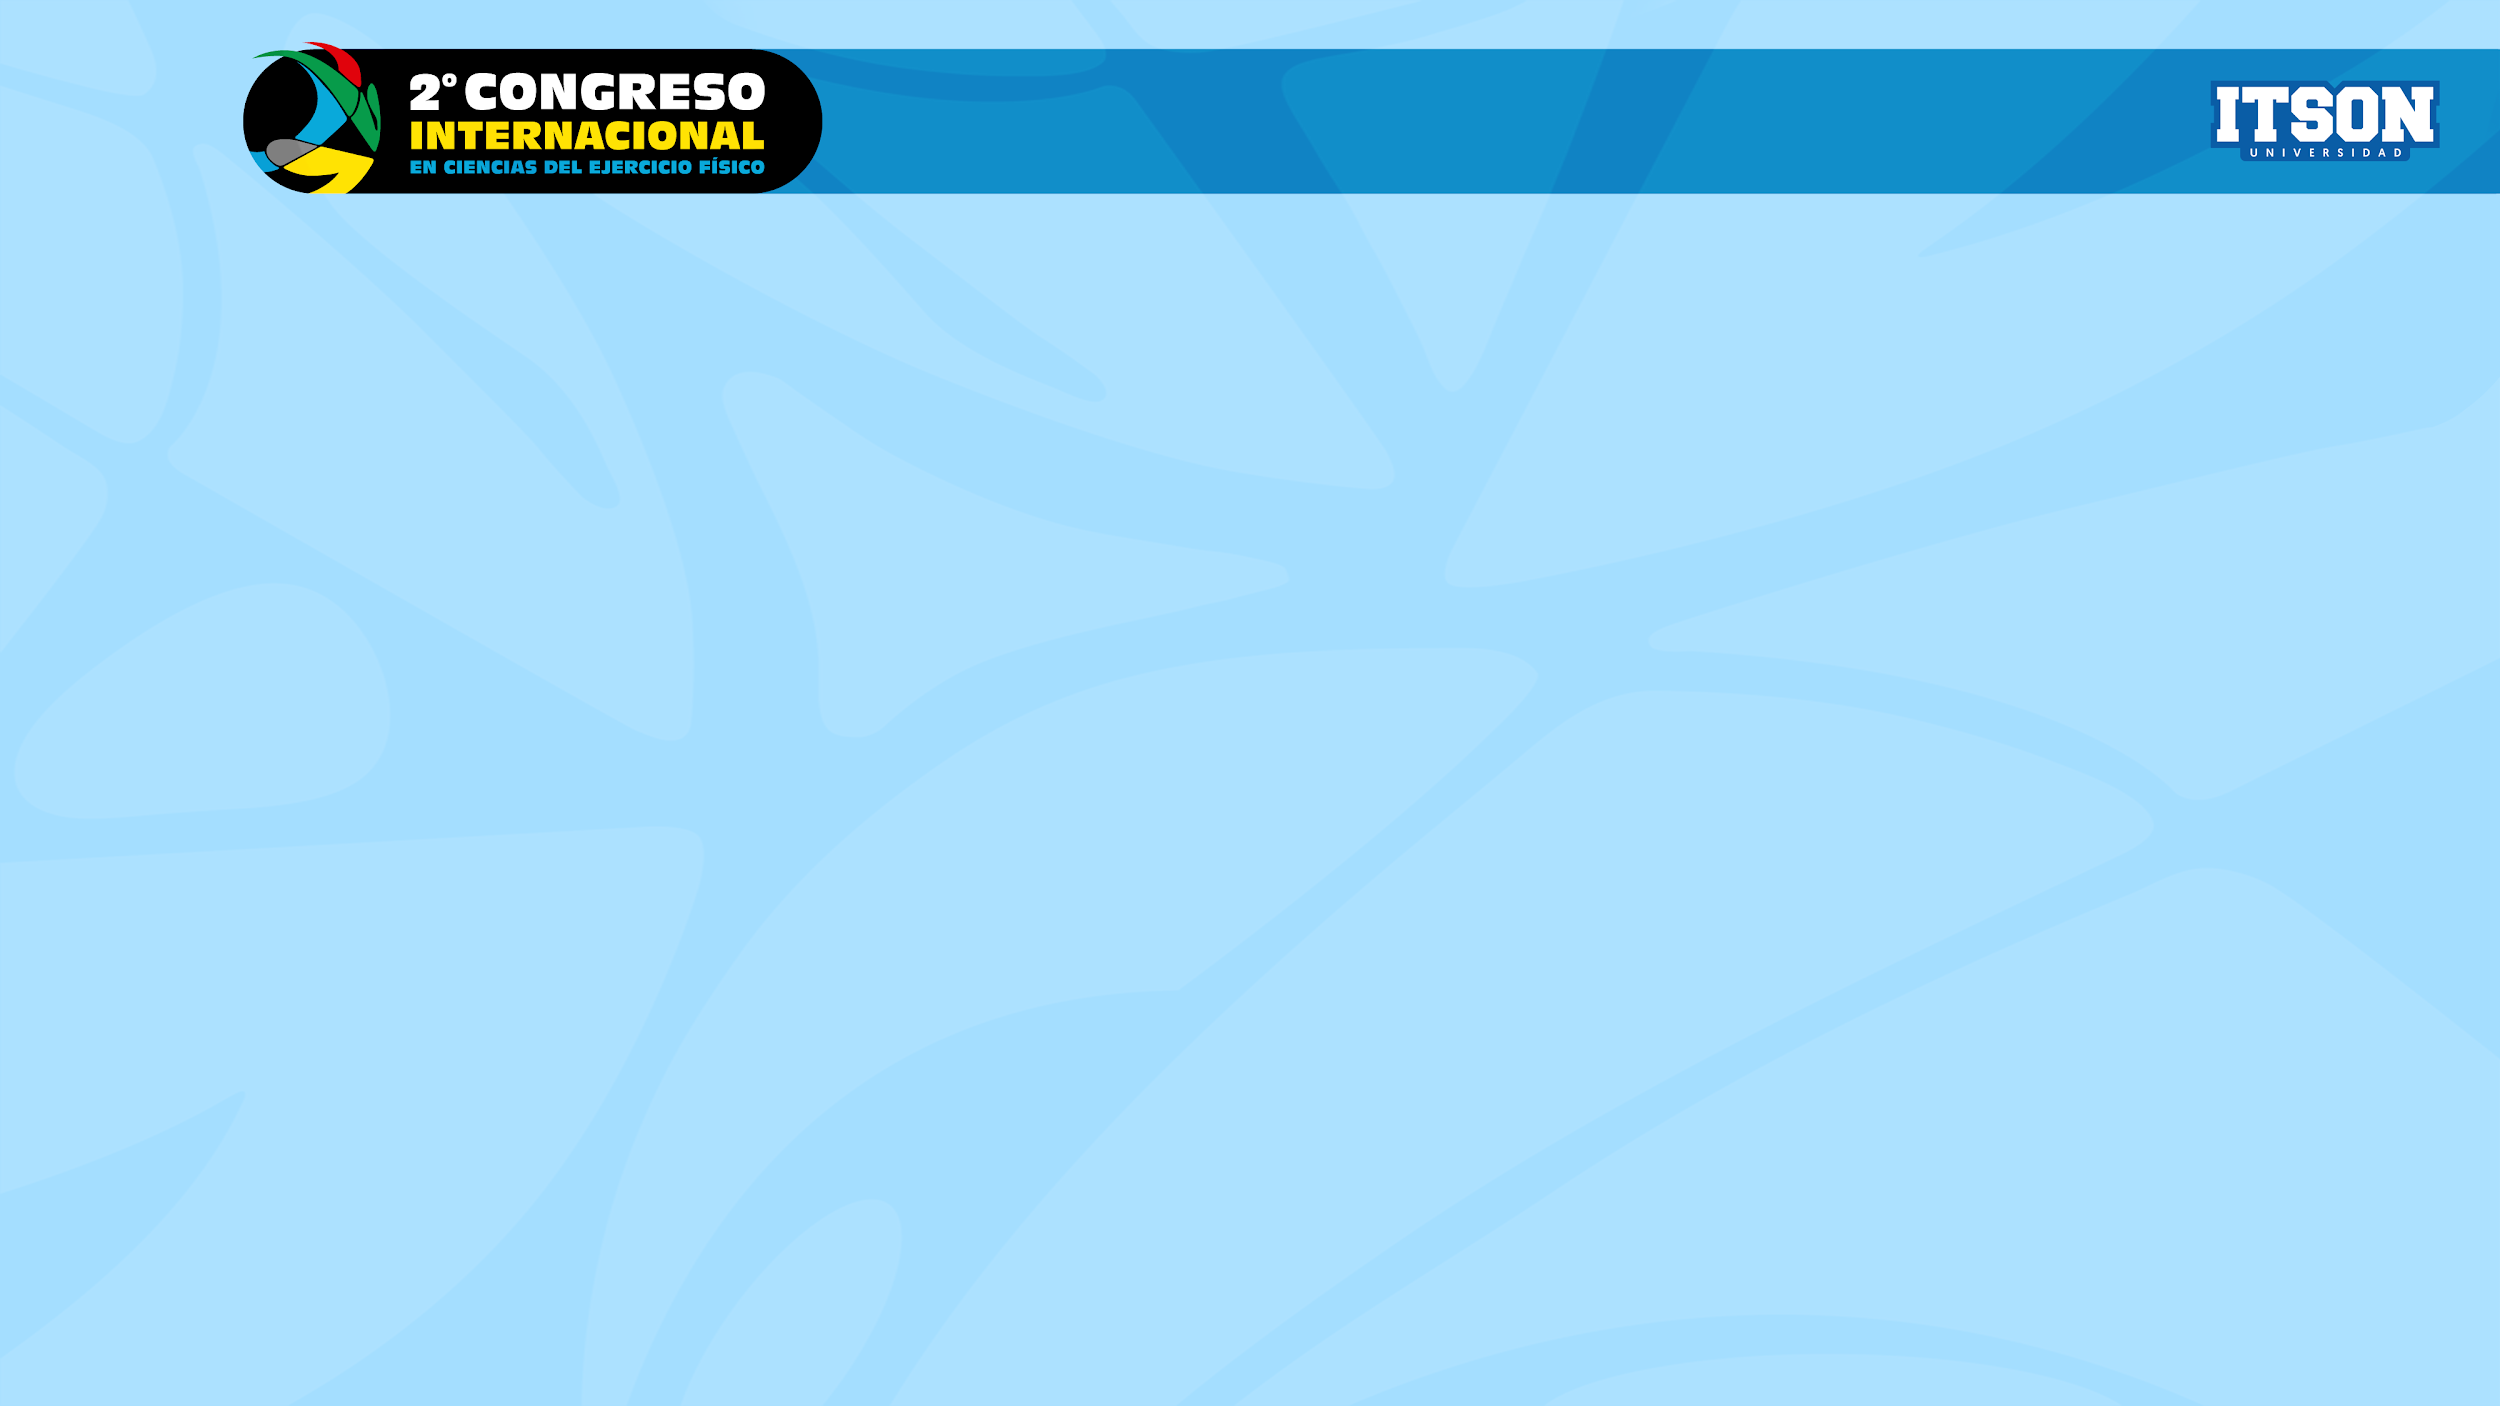 2° CONGRESO
INTERNACIONAL
EN CIENCIAS DEL EJERCICIO FÍSICO
ITSON
UNIVERSIDAD